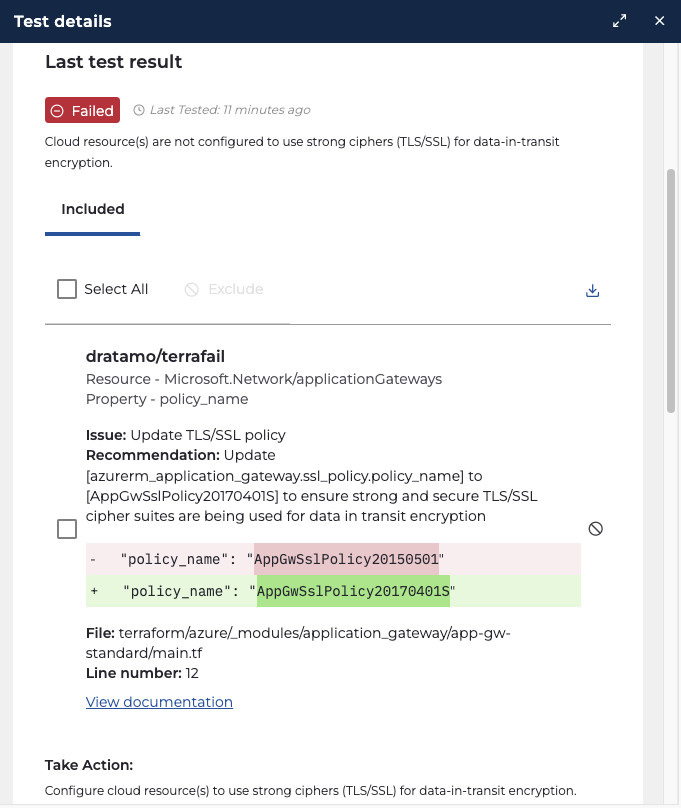 Test details
Last test result
Failed
Last Tested: 11 minutes ago
Cloud resource(s) are not configured to use strong ciphers (TLS/SSL) for data-in-transit
encryption.
Included
Select All
Exclude
dratamo/terrafail
Resource - Microsoft.Network/applicationGateways
Property - policy_name
Issue: Update TLS/SSL policy
Recommendation: Update
[azurerm_application_gateway.ssl_policy.policy_name] to
[AppGwSslPolicy20170401S] to ensure strong and secure TLS/SSL
cipher suites are being used for data in transit encryption
- "policy_name": "AppGwSslPolicy20150501"
+ "policy_name": "AppGwSslPolicy20170401S"
File: terraform/azure/_modules/application_gateway/app-gw-
standard/main.tf
Line number: 12
View documentation
Take Action:
Configure cloud resource(s) to use strong ciphers (TLS/SSL) for data-in-transit encryption.